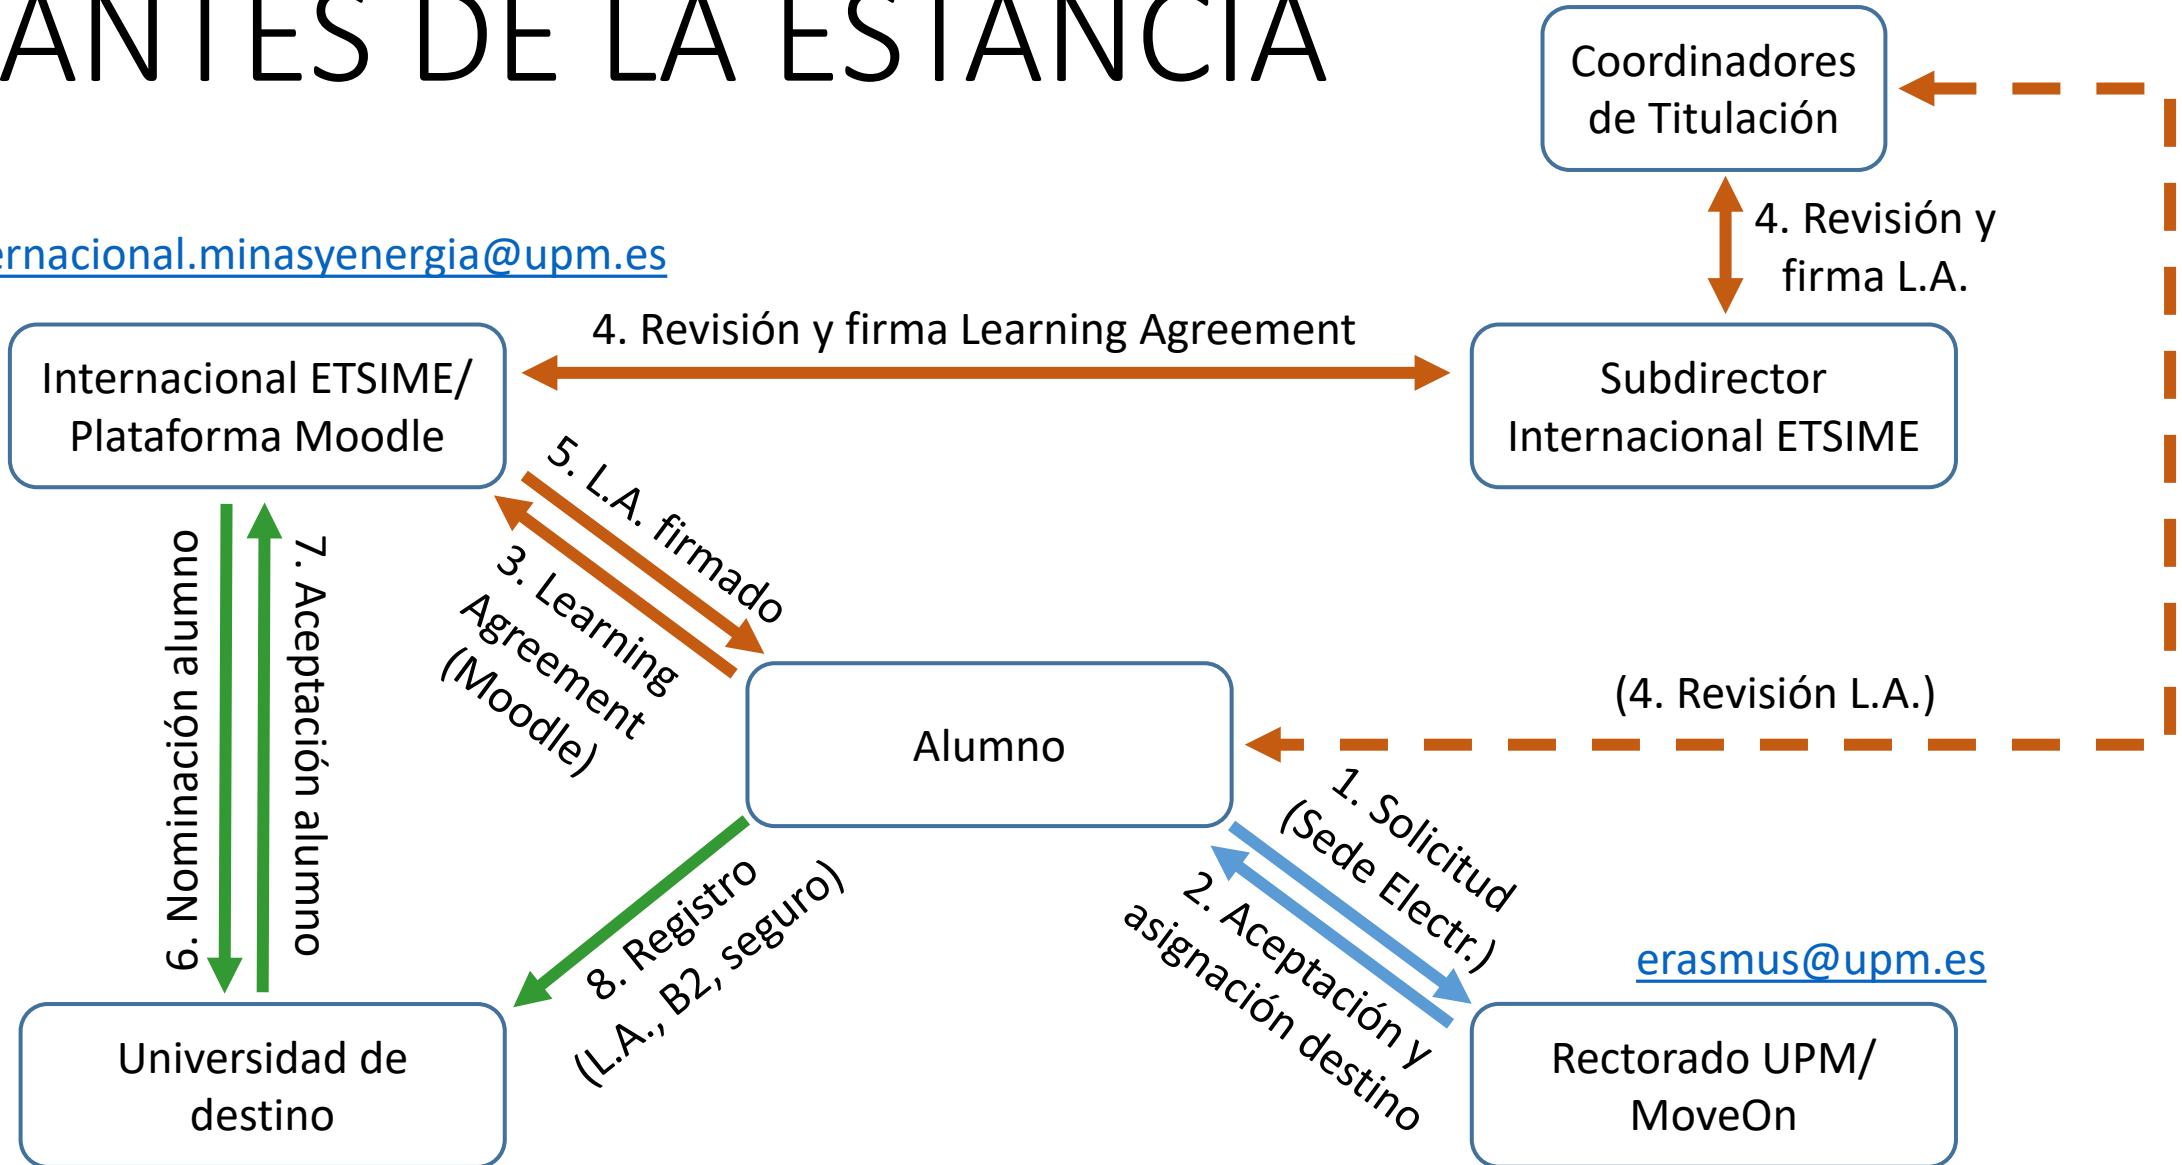 ANTES DE LA ESTANCIA
Coordinadores
de Titulación
4. Revisión y
firma L.A.
ernacional.minasyenergia@upm.es
4. Revisión y firma Learning Agreement
Internacional ETSIME/
Plataforma Moodle
Subdirector
Internacional ETSIME
5. L.A. firmado
3. Learning
Agreement
(Moodle)
6. Nominación alumno
7. Aceptación alumno
Alumno
(4. Revisión L.A.)
1. Solicitud
(Sede Electr.)
2. Aceptación y
asignación destino
8. Registro
(L.A., B2, seguro)
erasmus@upm.es
Universidad de
destino
Rectorado UPM/
MoveOn